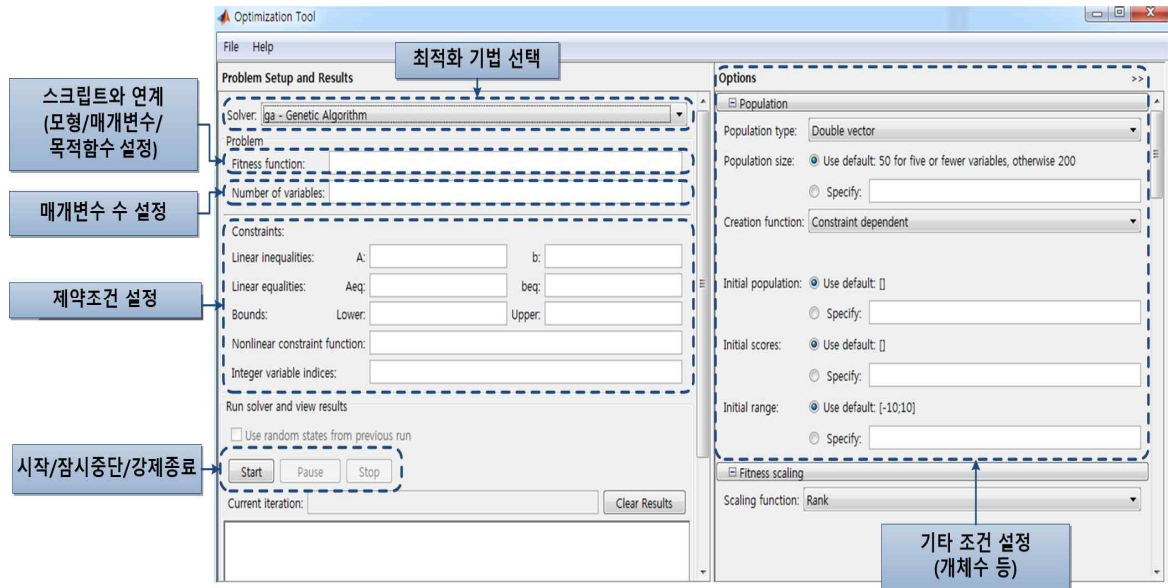 Optimization Tool
File Help
최적화 기법 선택
Problem Setup and Results
Solver: ga - Genetic Algorithm
Problem
Fitness function:
Number of variables:
Constraints:
Linear inequalities: A: b:
Linear equalities: Aeq: beq:
Bounds: Lower: Upper:
Nonlinear constraint function:
Integer variable indices:
Run solver and view results
Use random states from previous run
Start Pause Stop
Current iteration: Clear Results
스크립트와 연계
(모형/매개변수/
목적함수 설정)
매개변수 수 설정
제약조건 설정
시작/잠시중단/강제종료
Options >>
Population
Population type: Double vector
Population size: Use default: 50 for five or fewer variables, otherwise 200
Specify:
Creation function: Constraint dependent
Initial population: Use default: []
Specify:
Initial scores: Use default: []
Specify:
Initial range: Use default: [-10;10]
Specify:
Fitness scaling
Scaling function: Rank
기타 조건 설정
(개체수 등)